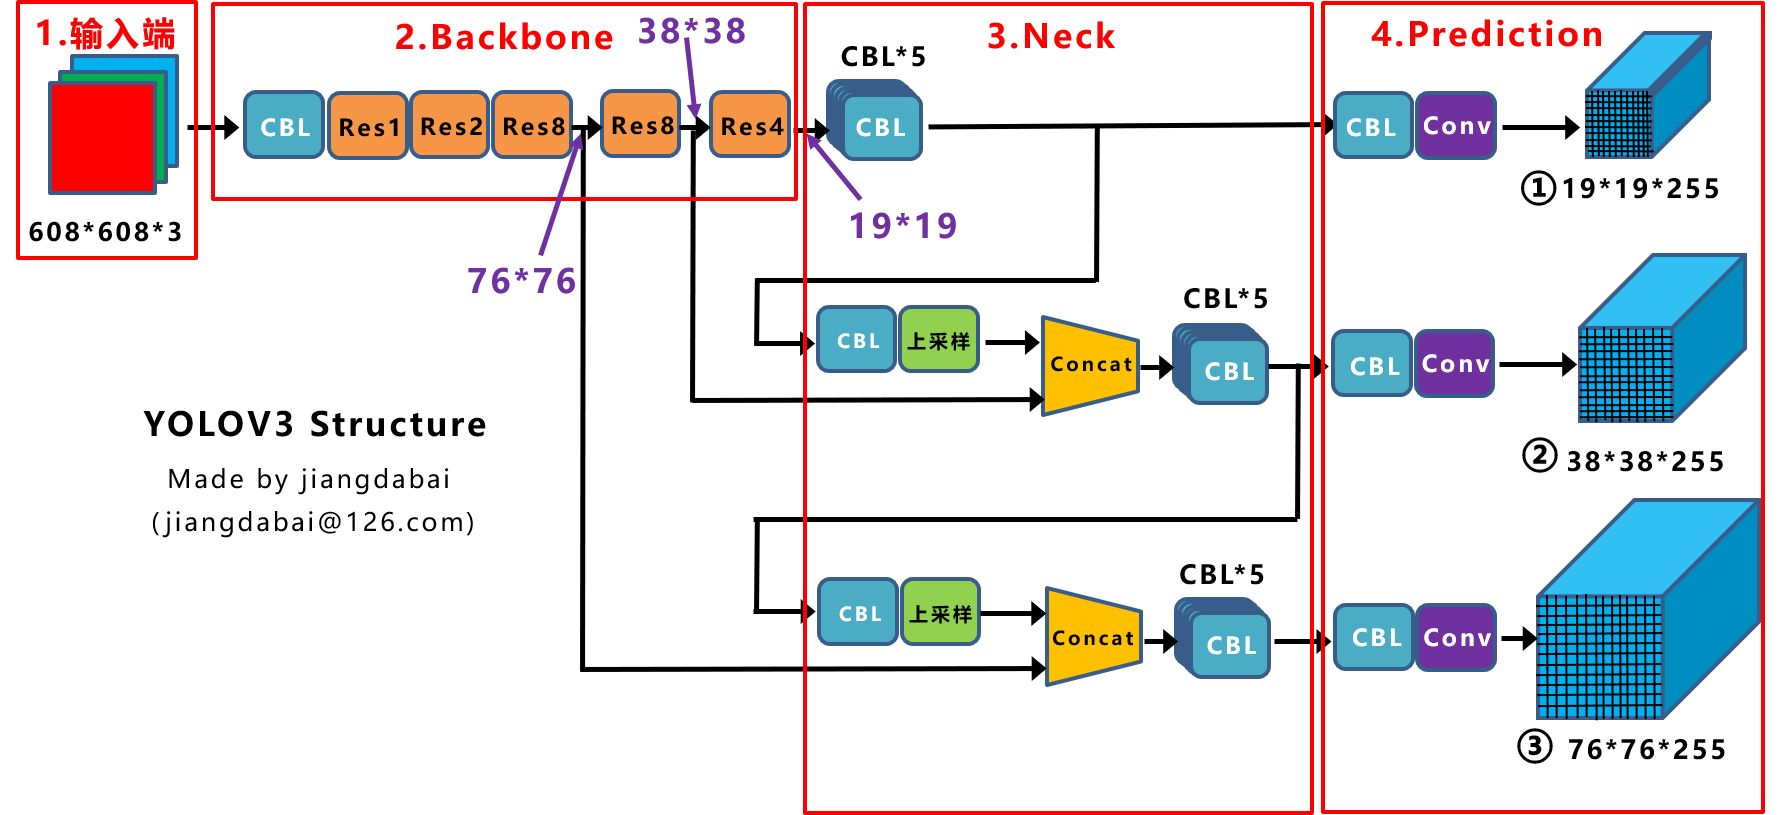 1.输入端
608*608*3
2.Backbone
38*38
CBL
Res1
Res2
Res8
Res8
Res4
76*76
3.Neck
CBL*5
CBL
19*19
CBL
上采样
Concat
CBL*5
CBL
CBL
上采样
Concat
CBL*5
CBL
4.Prediction
CBL
Conv
①19*19*255
CBL
Conv
② 38*38*255
CBL
Conv
③ 76*76*255
YOLOV3 Structure
Made by jiangdabai
(jiangdabai@126.com)